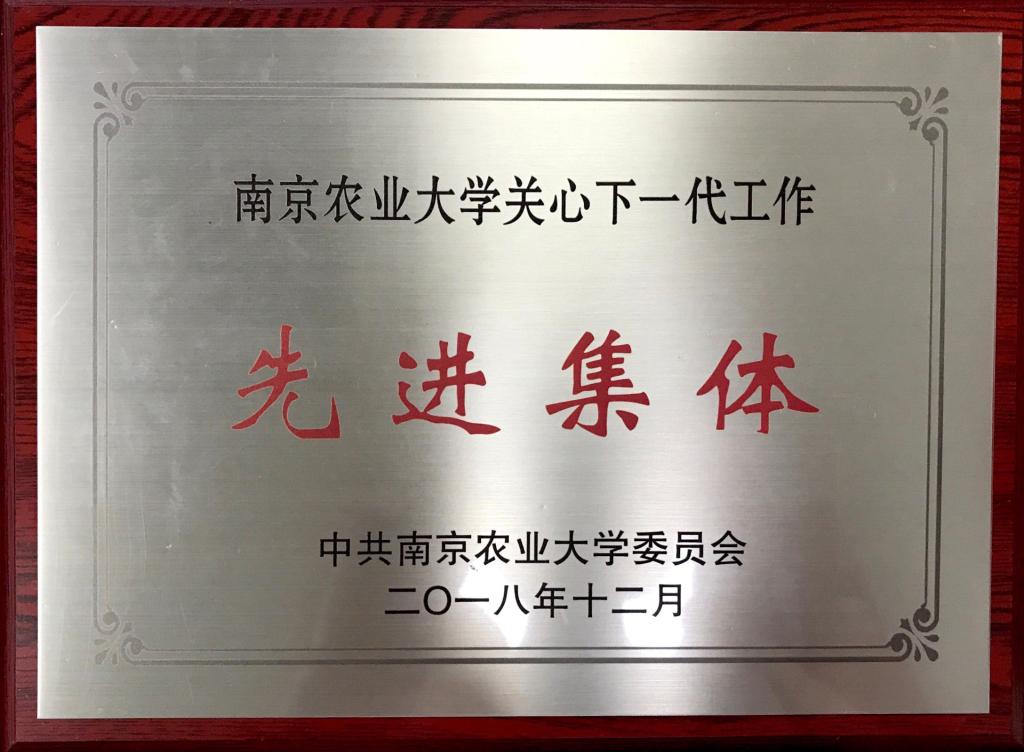 南京农业大学关心下一代工作
先进集体
中共南京农业大学委员会
二〇一八年十二月